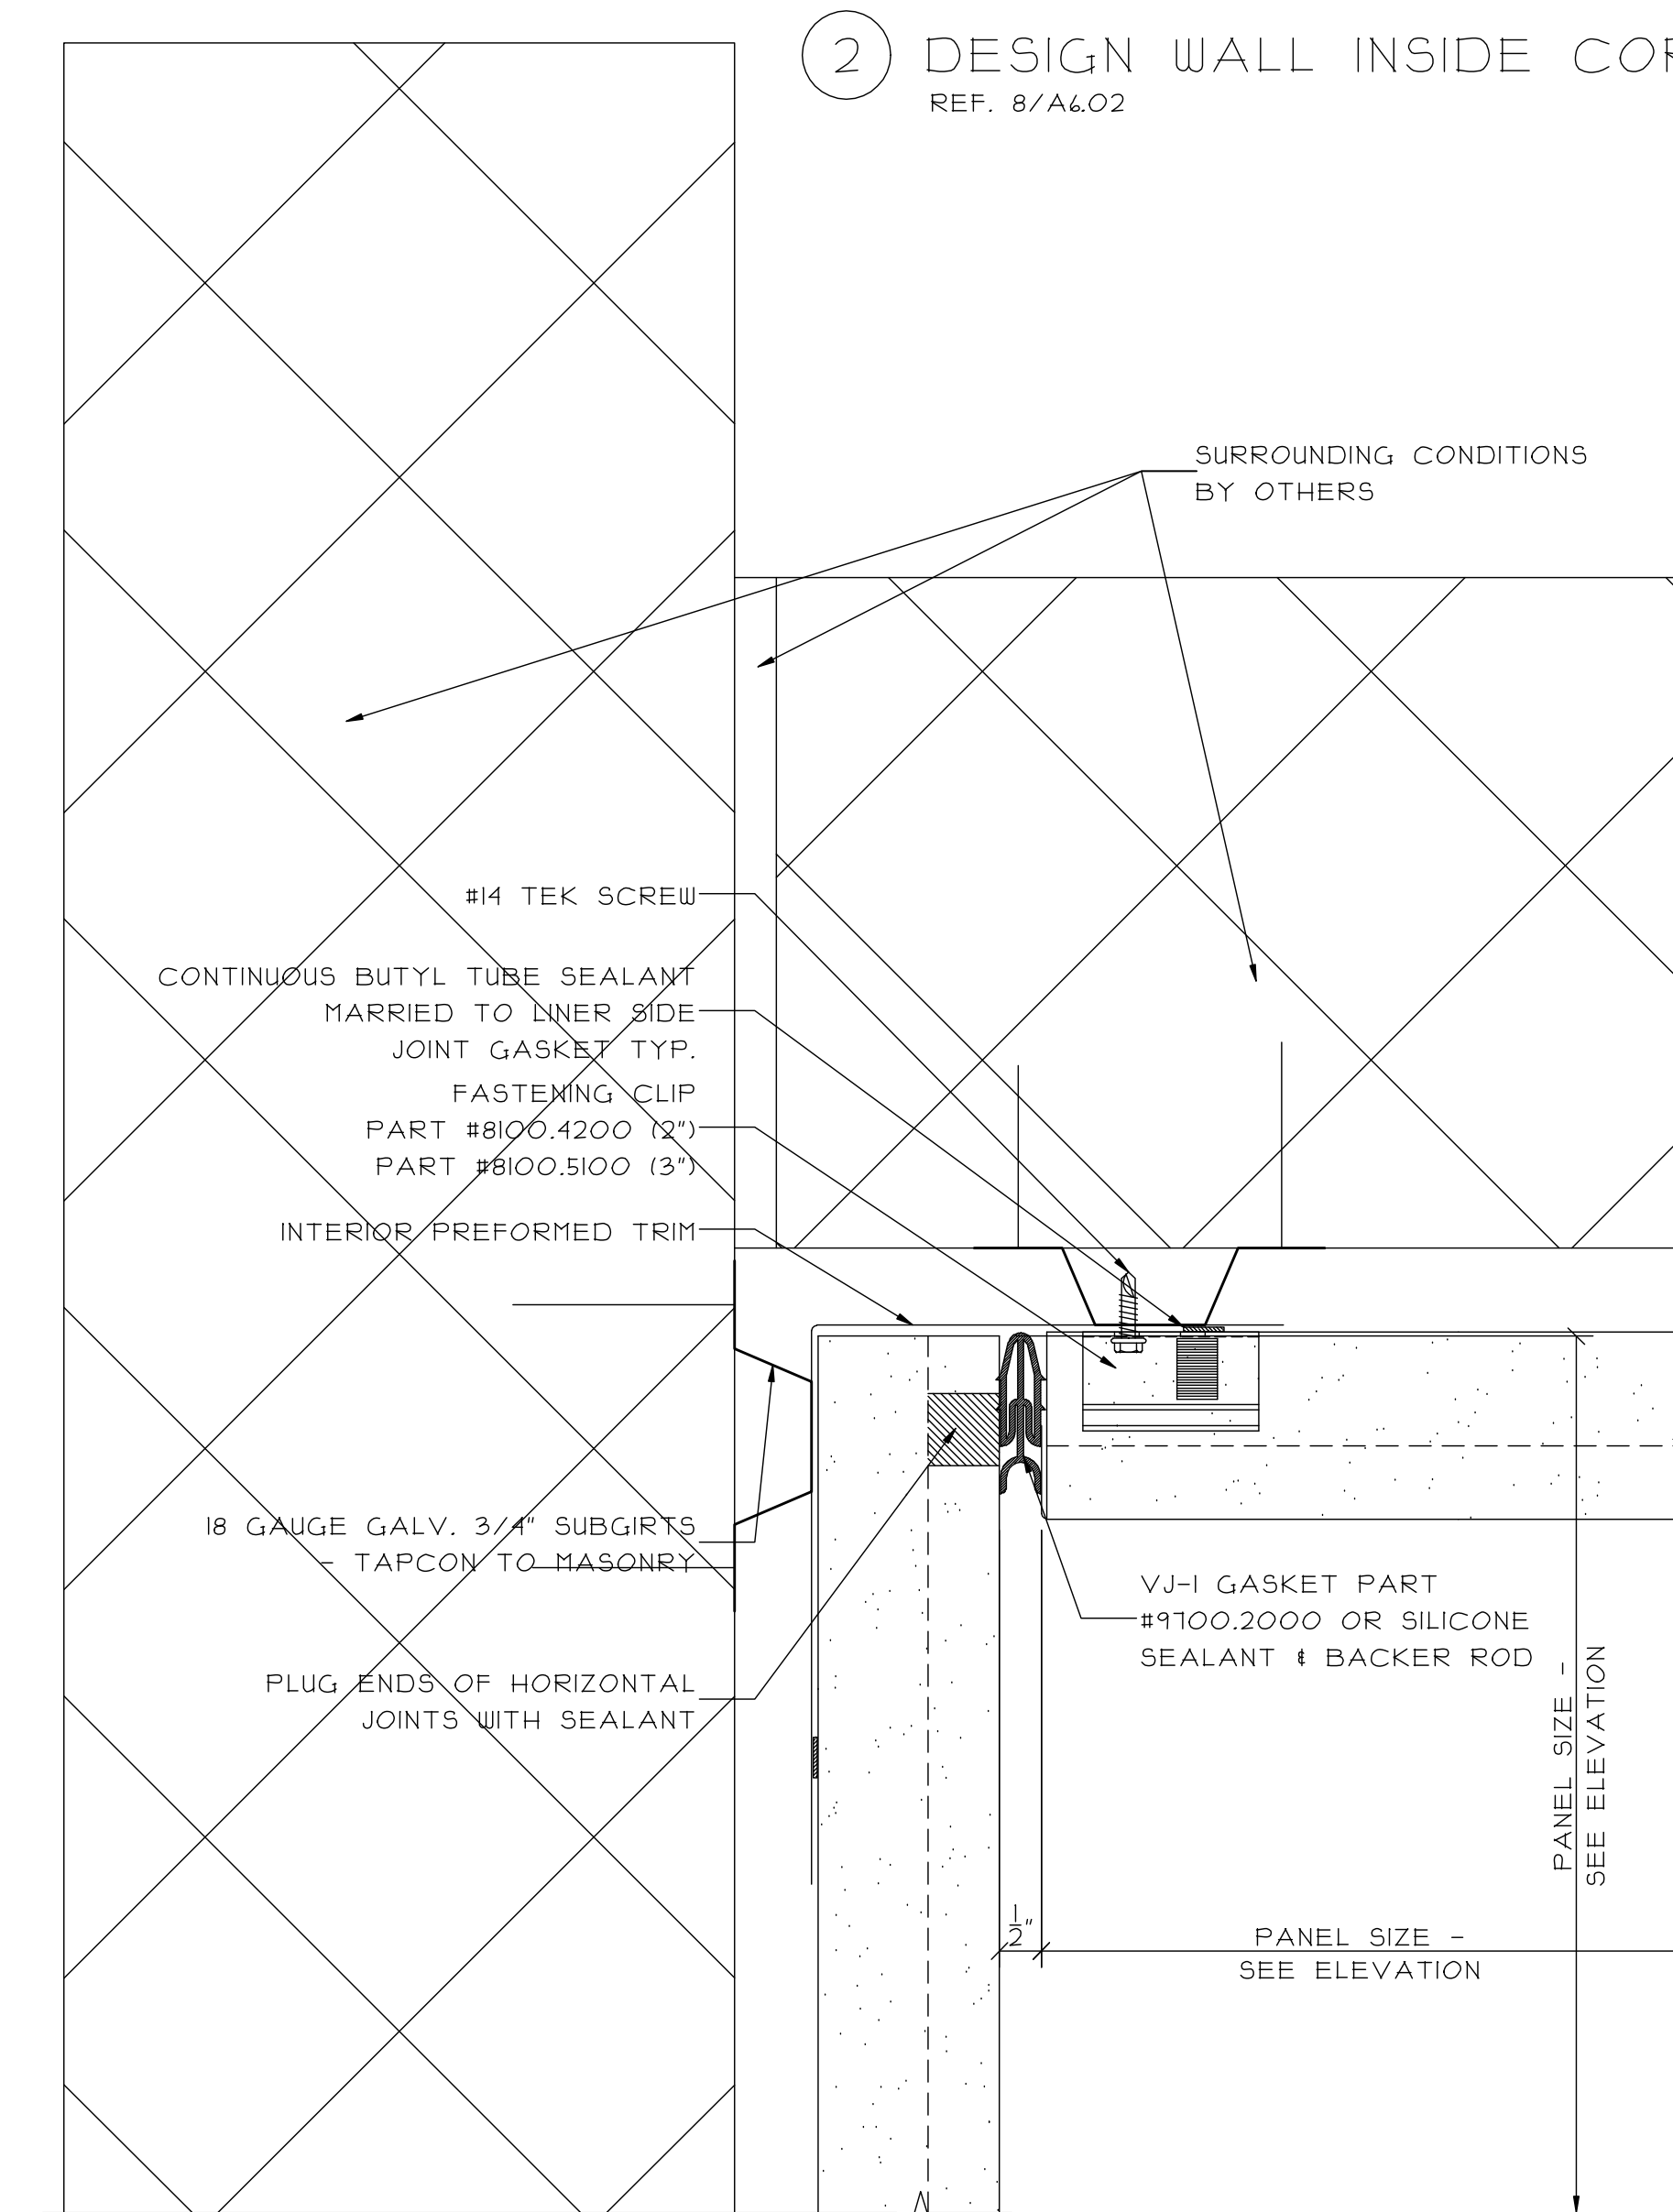 2 DESIGN WALL INSIDE
REF. 8/A6.02
SURROUNDING CONDITIONS
BY OTHERS
#14 TEK SCREW
CONTINUOUS BUTYL TUBE SEALANT
MARRIED TO LINER SIDE
JOINT GASKET TYP.
FASTENING CLIP
PART #8100.4200 (2")
PART #8100.5100 (3")
INTERIOR PREFORMED TRIM
18 GAUGE GALV. 3/4" SUBGIRTS
- TAPCON TO MASONRY
PLUG ENDS OF HORIZONTAL
JOINTS WITH SEALANT
VJ-1 GASKET PART
#9700.2000 OR SILICONE
SEALANT & BACKER ROD
PANEL SIZE -
SEE ELEVATION
1/2"
PANEL SIZE -
SEE ELEVATION